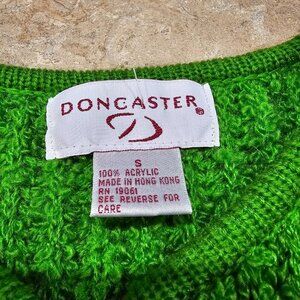 DONCASTER®
S
100% ACRYLIC
MADE IN HONG KONG
RN 19061
SEE REVERSE FOR
CARE